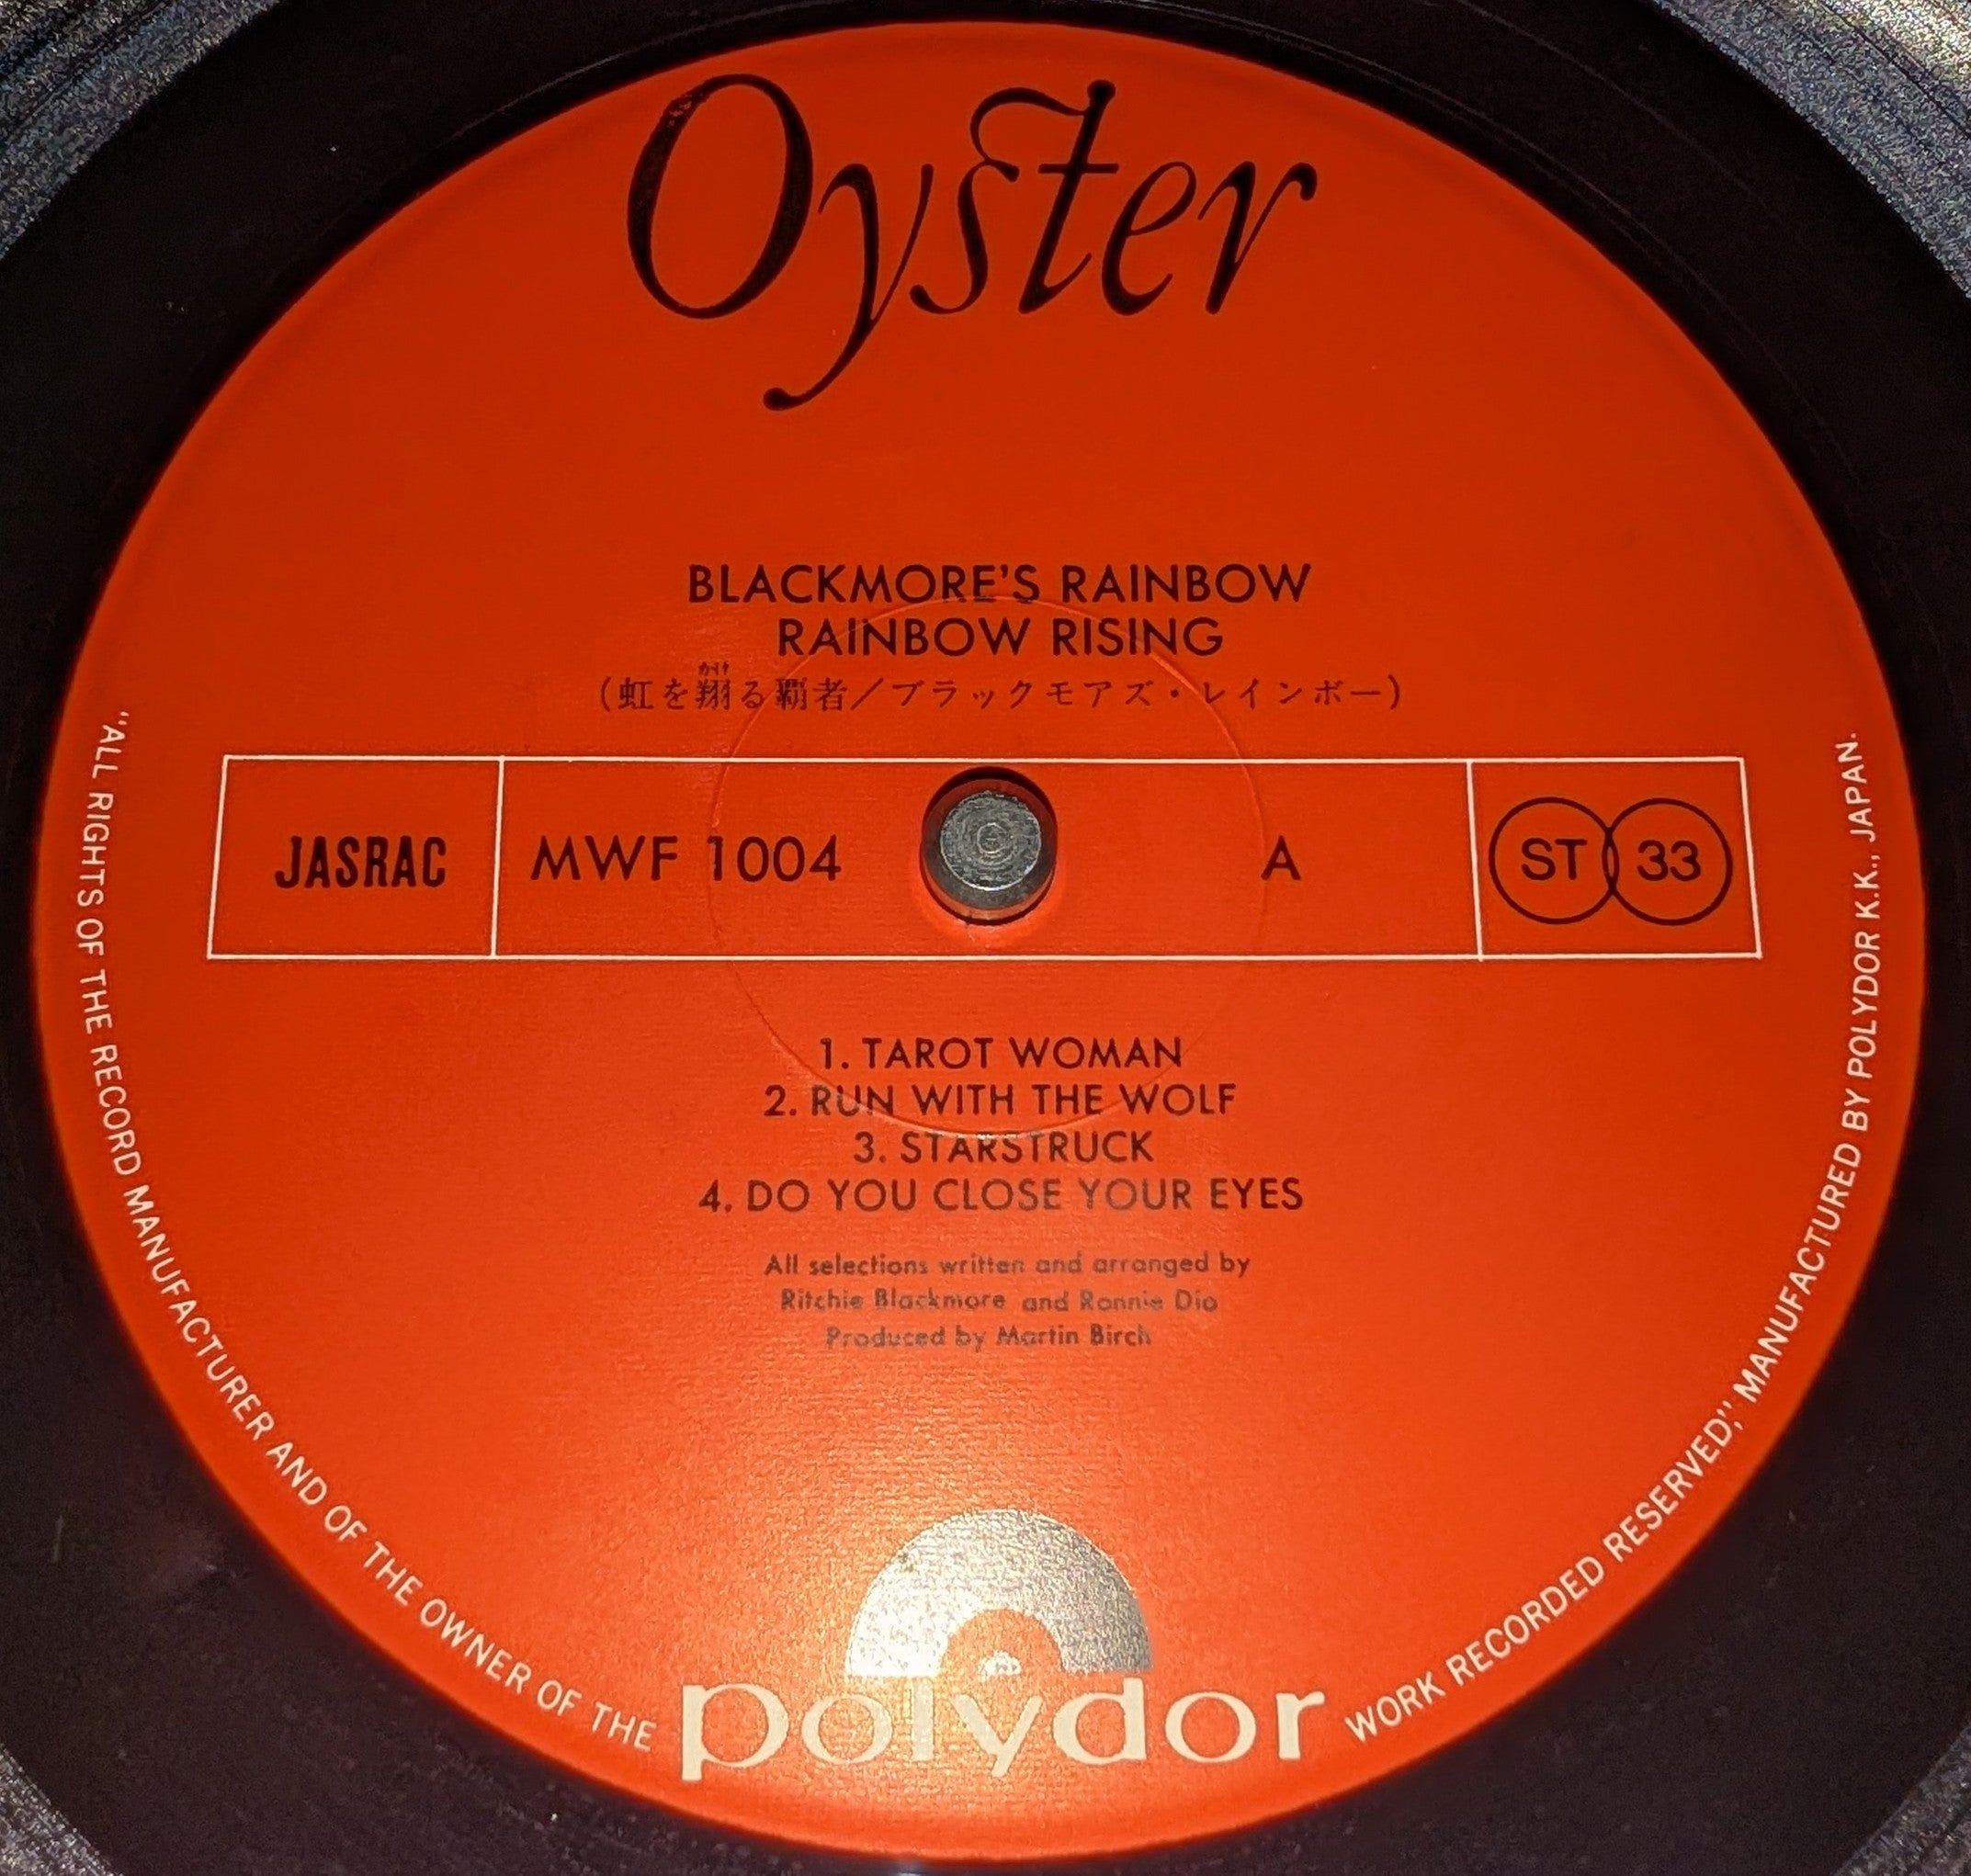 Oyster
BLACKMORE'S RAINBOW
RAINBOW RISING
かけ
(虹を翔る覇者/ブラックモアズ・レインボー)
JASRAC
MWF 1004
A
ST 33
1. TAROT WOMAN
2. RUN WITH THE WOLF
3. STARSTRUCK
4. DO YOU CLOSE YOUR EYES
All selections written and arranged by
Ritchie Blackmore and Ronnie Dio
Produced by Martin Birch
polydor
"ALL RIGHTS OF THE RECORD MANUFACTURER AND OF THE OWNER OF THE WORK RECORDED RESERVED," MANUFACTURED BY POLYDOR K.K., JAPAN.